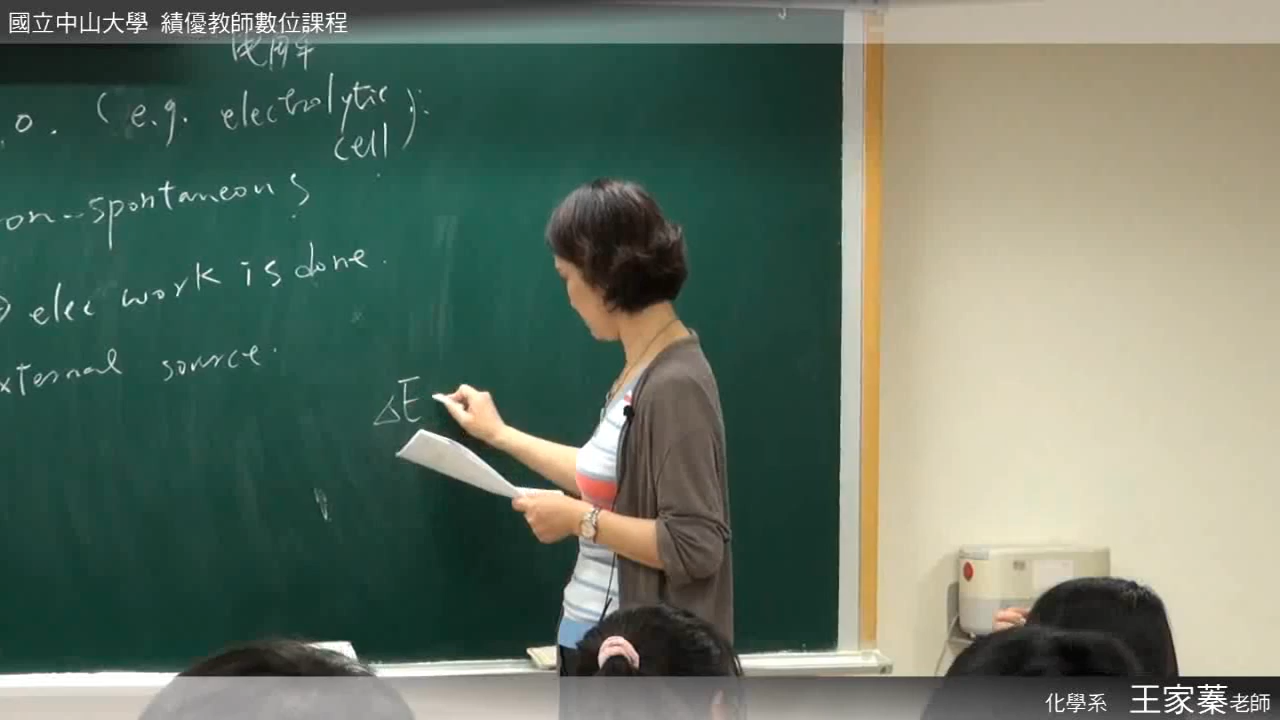 國立中山大學 績優教師數位課程
o. (e.g. electrolytic
cell):
on-spontaneous
elec work is done.
xternal source.
ΔE
化學系 王家蓁老師